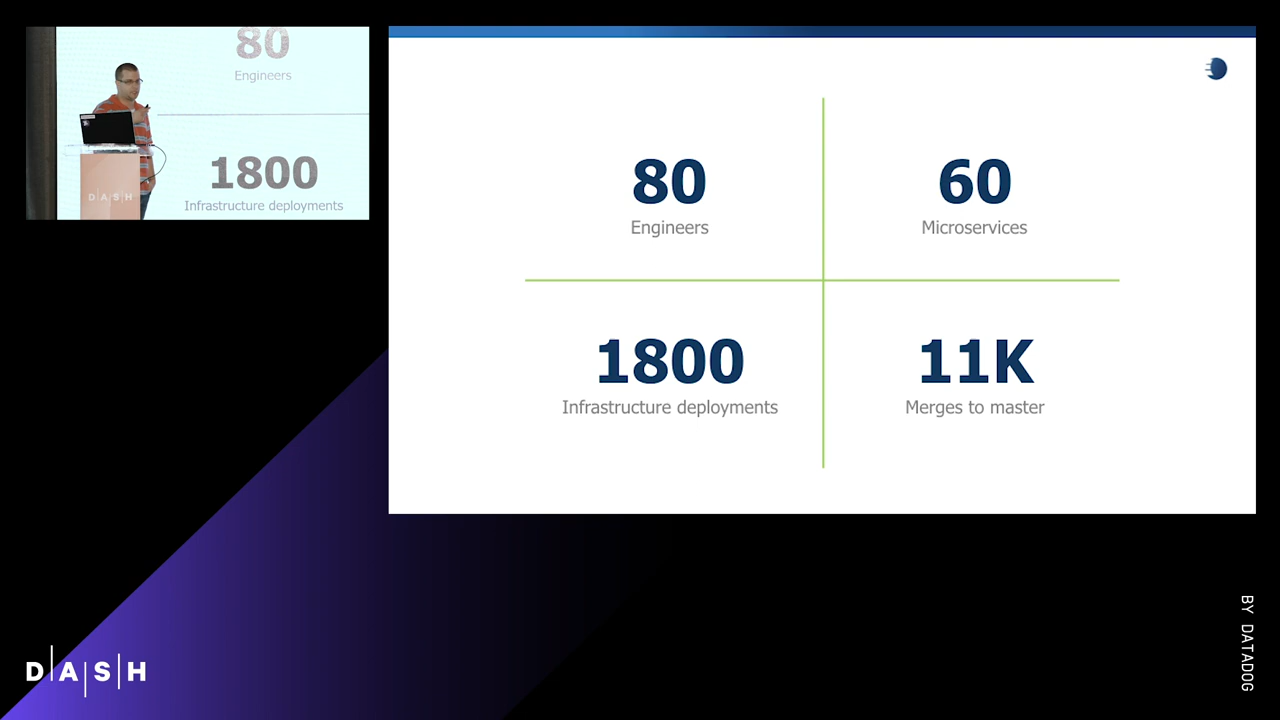 80
Engineers
1800
Infrastructure deployments
D|A|S|H
80
Engineers
60
Microservices
1800
Infrastructure deployments
11K
Merges to master
D|A|S|H
BY DATADOG